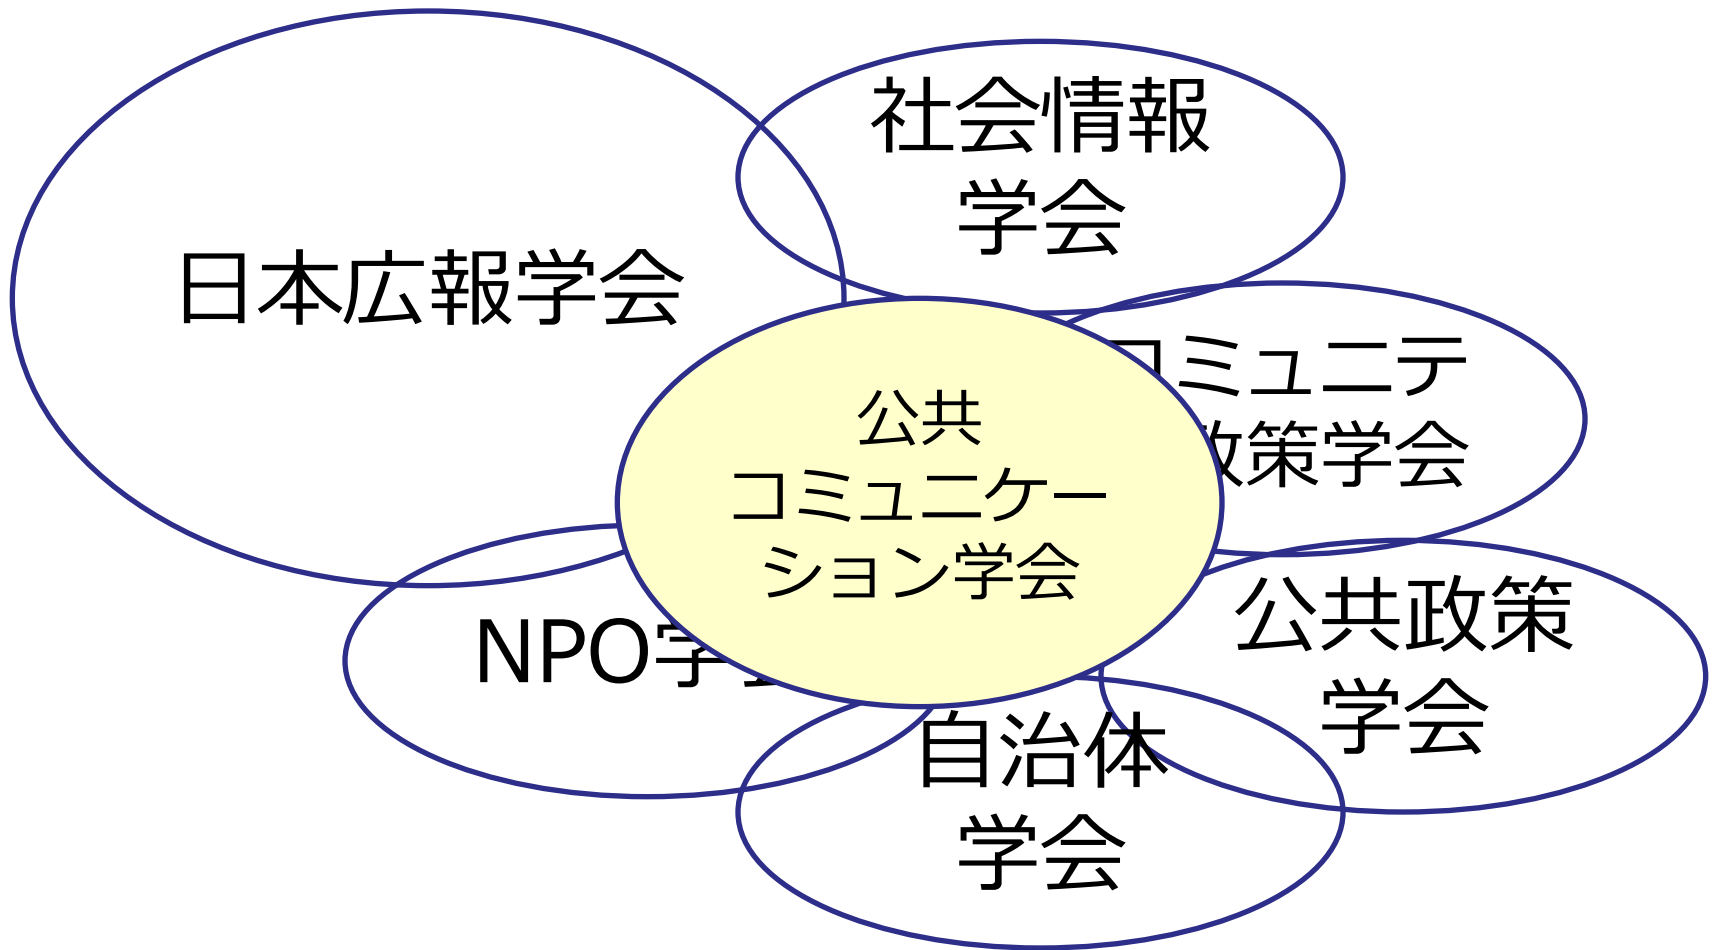 社会情報
学会
日本広報学会
コミュニテ
政策学会
公共
コミュニケー
ション学会
公共政策
学会
NPO学会
自治体
学会